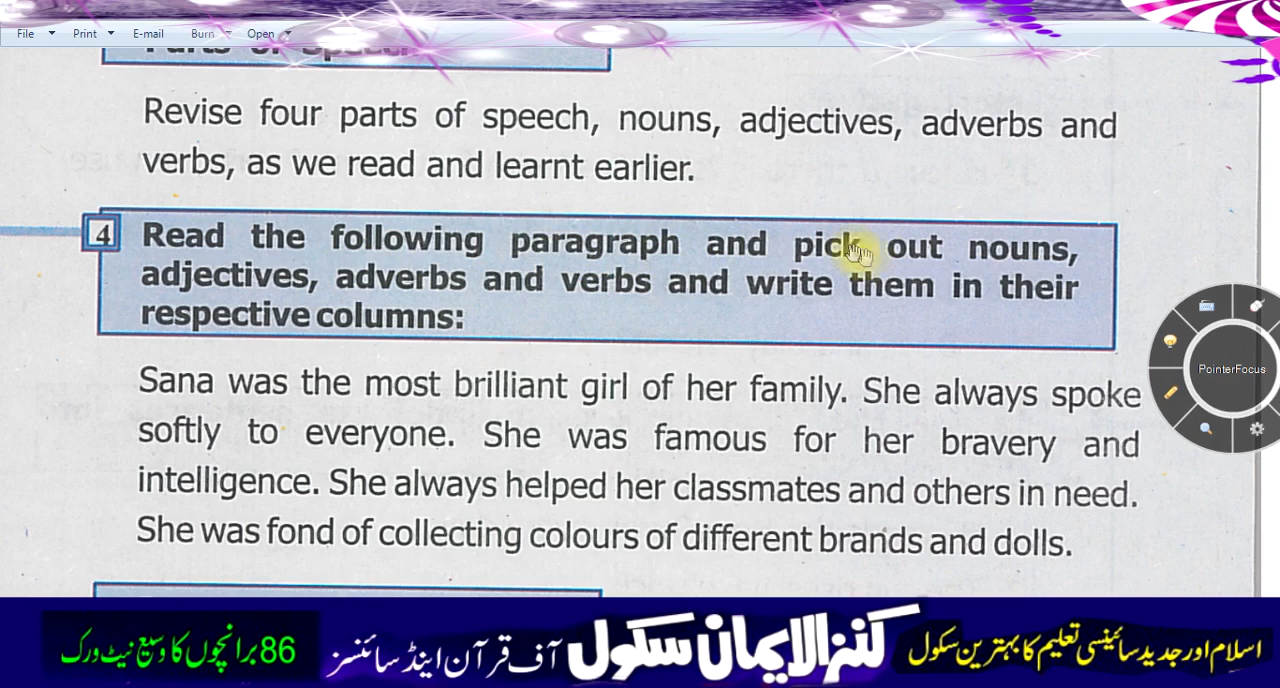 File Print E-mail Burn Open
Parts of Speech
Revise four parts of speech, nouns, adjectives, adverbs and
verbs, as we read and learnt earlier.
4
Read the following paragraph and pick out nouns,
adjectives, adverbs and verbs and write them in their
respective columns:
Sana was the most brilliant girl of her family. She always spoke
softly to everyone. She was famous for her bravery and
intelligence. She always helped her classmates and others in need.
She was fond of collecting colours of different brands and dolls.
PointerFocus
اسلام اور جدید سائینسی تعلیم کا بہترین سکول
کنزالایمان سکول آف قرآن اینڈ سائنسز
86 برانچوں کا وسیع نیٹ ورک